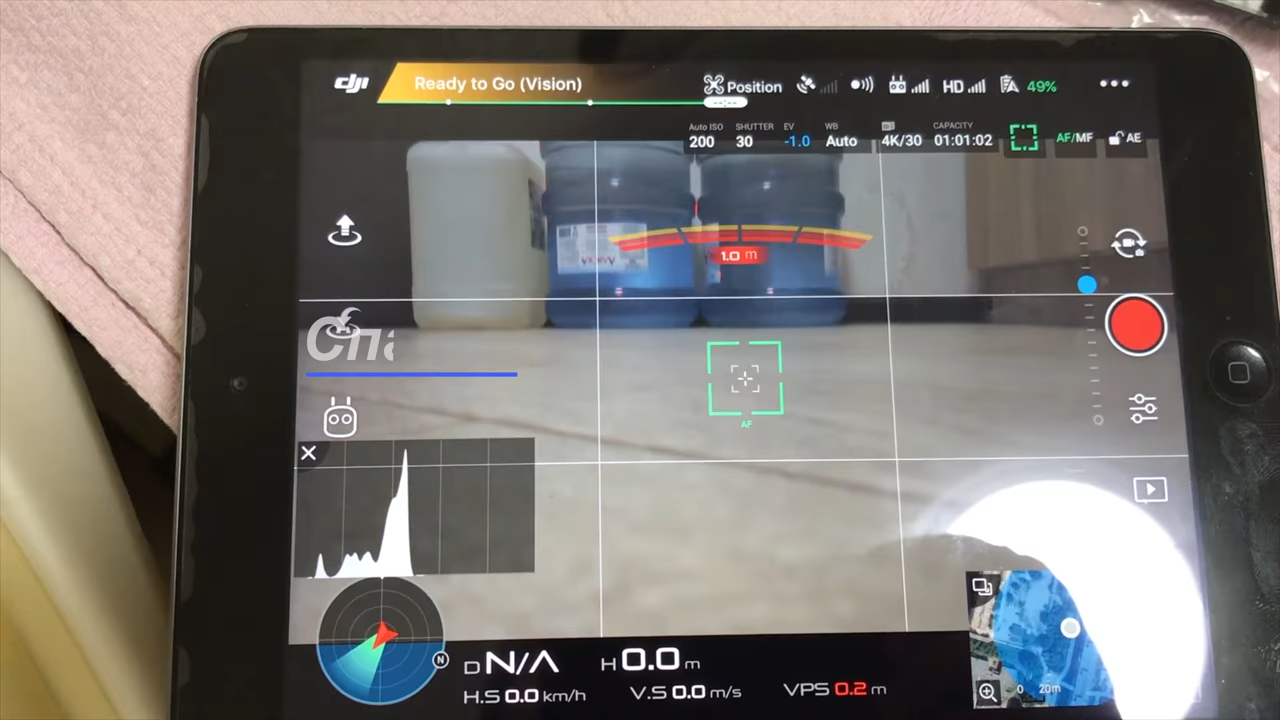 dji Ready to Go (Vision) Position HD 49%
Auto ISO SHUTTER EV WB CAPACITY
200 30 -1.0 Auto 4K/30 01:01:02 AF/MF AE
1.0 m
AF
N
D N/A H 0.0 m
H.S 0.0 km/h V.S 0.0 m/s VPS 0.2 m
0 20m